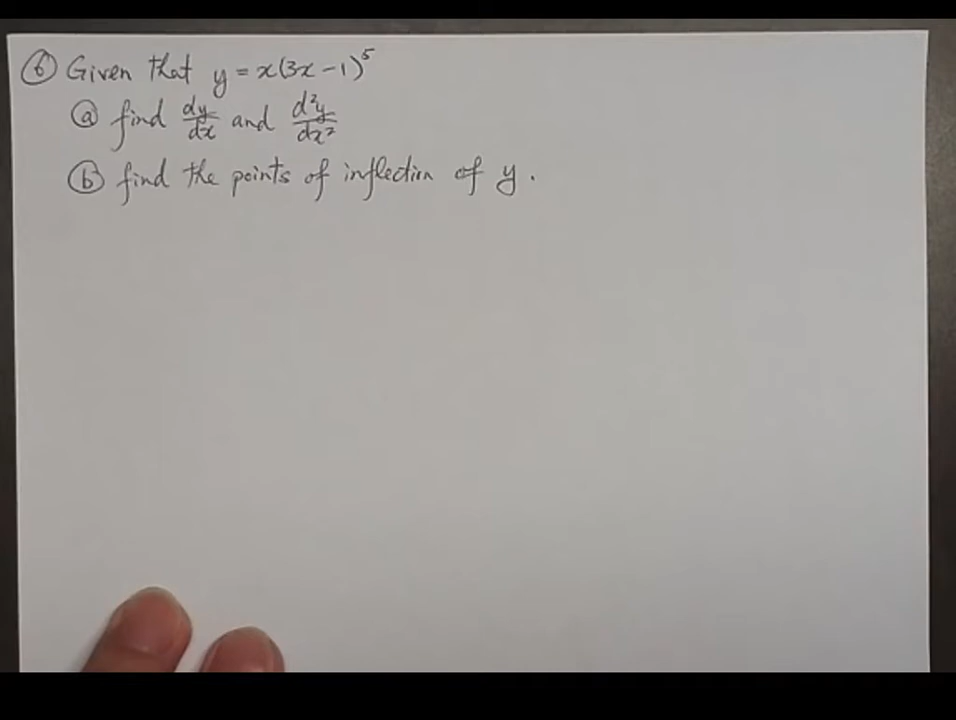 ⑥ Given that y = x(3x-1)⁵
ⓐ find dy/dx and d²y/dx²
ⓑ find the points of inflection of y.